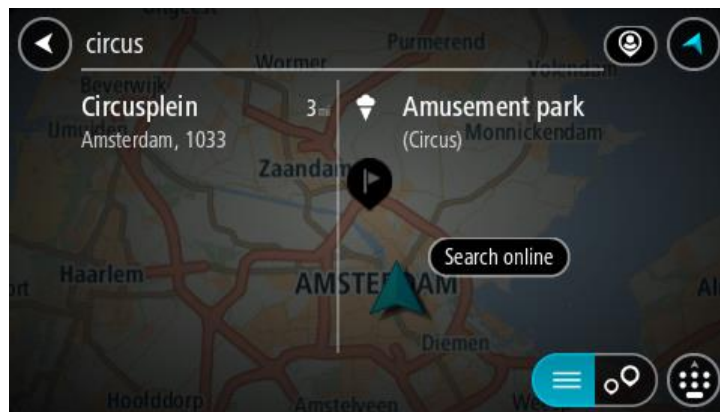 circus
Circusplein
3 mi
Amsterdam, 1033
Amusement park
(Circus)
Search online
Purmerend
Wormer
Volendam
Beverwijk
Monnickendam
Zaandam
Haarlem
AMSTERDAM
Diemen
Hoofddorp
Amstelveen